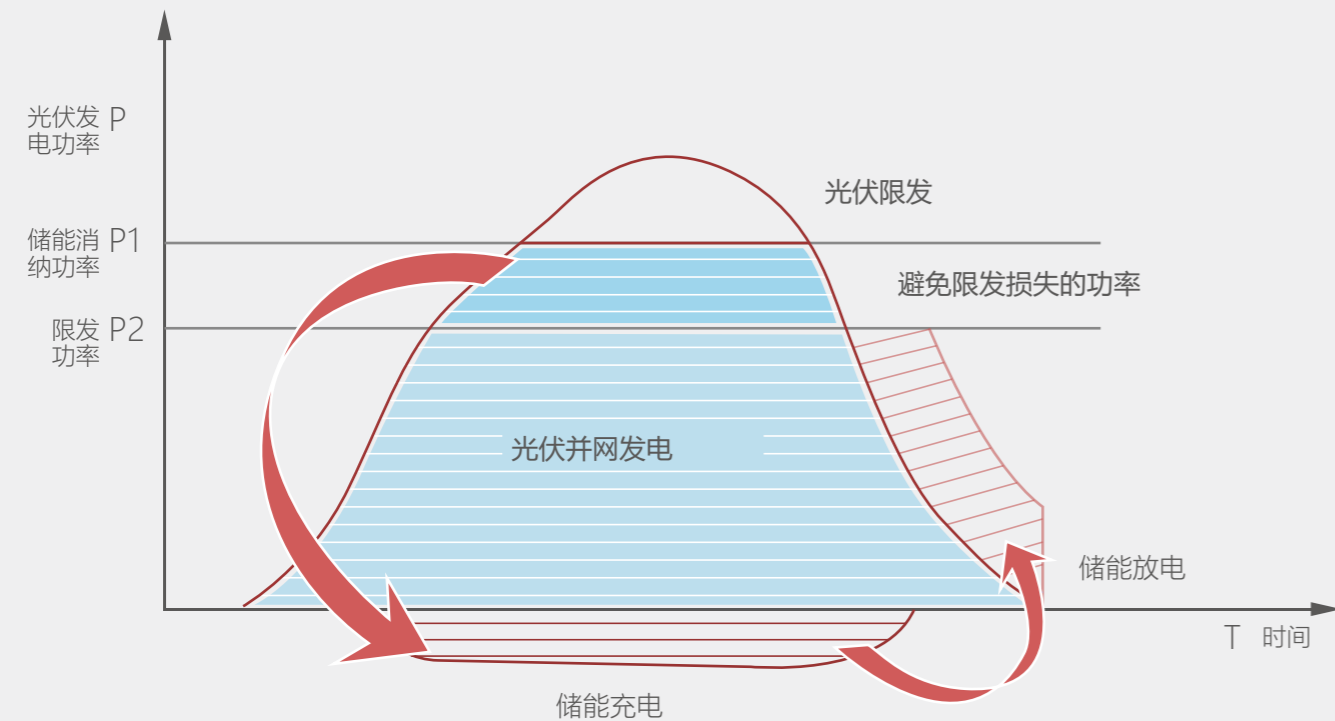 光伏发 P
电功率
储能消 P1
纳功率
限发 P2
功率
光伏限发
避免限发损失的功率
光伏并网发电
储能放电
T 时间
储能充电